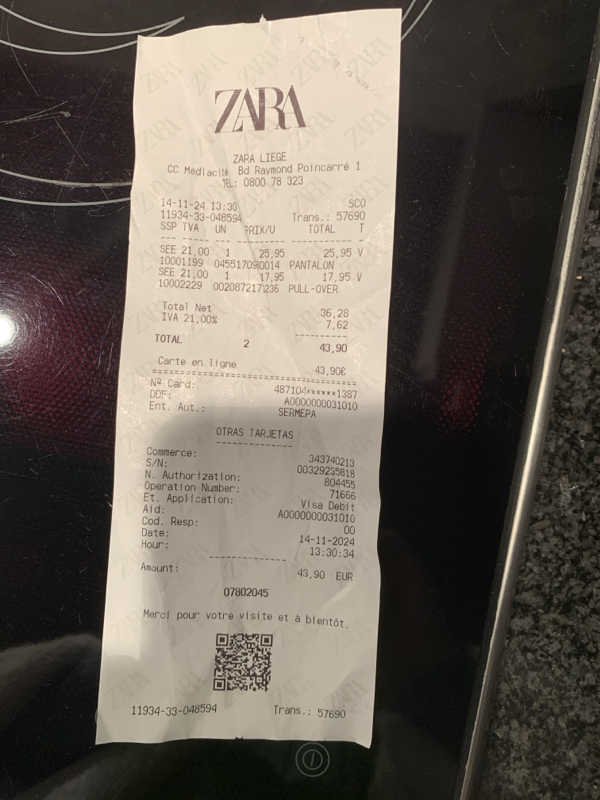 ZARA
ZARA LIEGE
CC Médiacité Bd Raymond Poincarré 1
TEL: 0800 78 323
14-11-24 13:30 SCO
11934-33-048594 Trans.: 57690
SSP TVA UN PRIX/U TOTAL T
SEE 21,00 1 25,95 25,95 V
10001199 04551709 0014 PANTALON
SEE 21,00 1 17,95 17,95 V
10002229 002087217 236 PULL-OVER
Total Net 36,28
IVA 21,00% 7,62
TOTAL 2 43,90
Carte en ligne 43,90€
Nº Card: 487104******1387
DDF: A0000000031010
Ent. Aut.: SERMEPA
OTRAS TARJETAS
Commerce: 343740213
S/N: 00329235818
N. Authorization: 804455
Operation Number: 71666
Et. Application: Visa Debit
Aid: A0000000031010
Cod. Resp: 00
Date: 14-11-2024
Hour: 13:30:34
Amount: 43,90 EUR
07802045
Merci pour votre visite et à bientôt.
11934-33-048594 Trans.: 57690